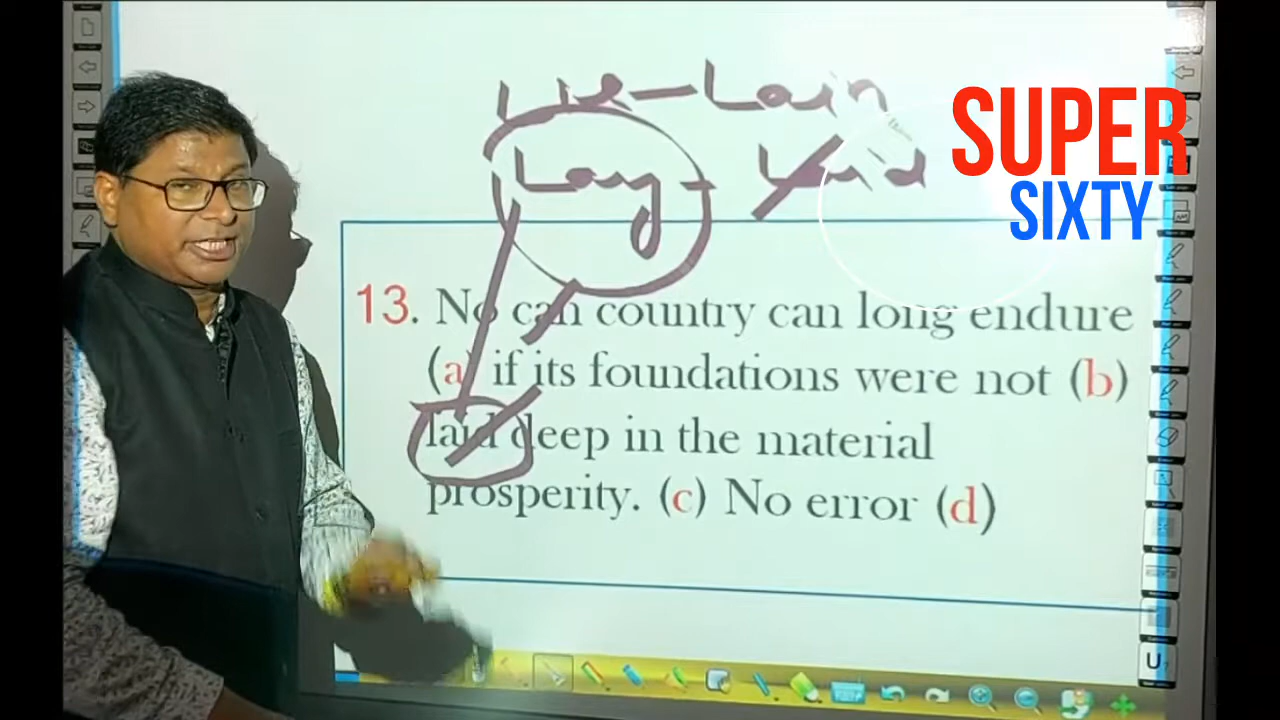 Lie-Lain
Lay- Laid
SUPER
SIXTY
13. No can country can long endure
(a) if its foundations were not (b)
laid deep in the material
prosperity. (c) No error (d)